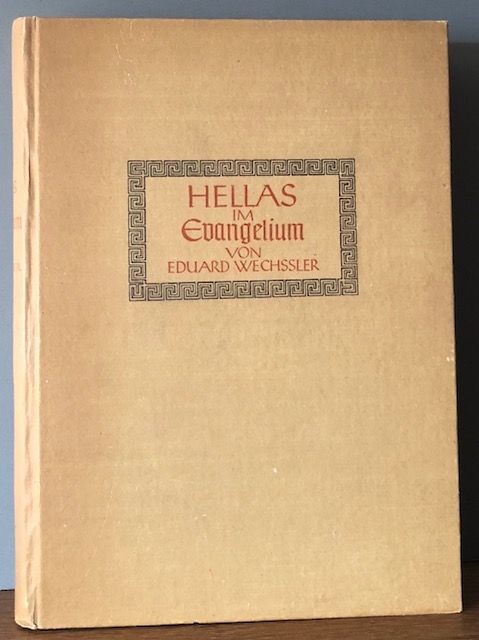 HELLAS
IM
Evangelium
VON
EDUARD WECHSSLER